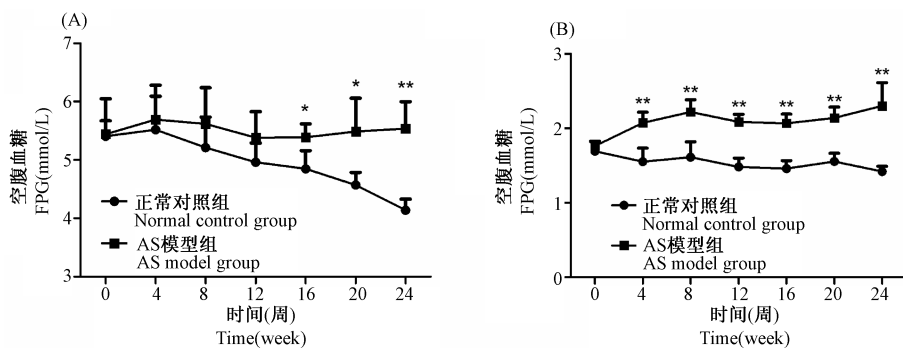 (A)
7
6
5
4
3
空腹血糖
FPG(mmol/L)
*
*
**
正常对照组
Normal control group
AS模型组
AS model group
0 4 8 12 16 20 24
时间(周)
Time(week)
(B)
3
2
1
0
空腹血糖
FPG(mmol/L)
** ** ** ** ** **
正常对照组
Normal control group
AS模型组
AS model group
0 4 8 12 16 20 24
时间(周)
Time(week)